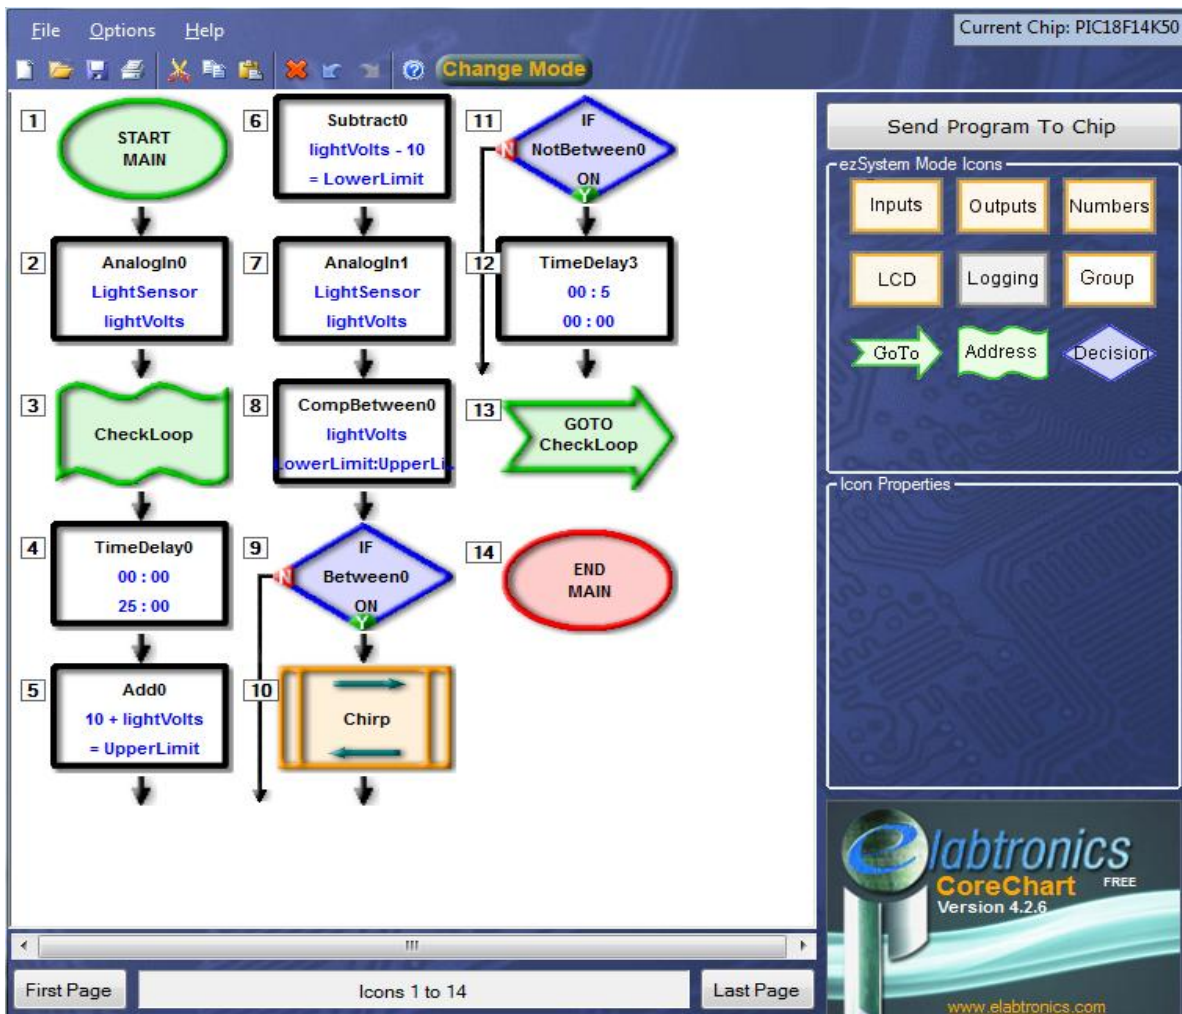 File Options Help
Current Chip: PIC18F14K50
Change Mode
1
START
MAIN
2
AnalogIn0
LightSensor
lightVolts
3
CheckLoop
4
TimeDelay0
00 : 00
25 : 00
5
Add0
10 + lightVolts
= UpperLimit
6
Subtract0
lightVolts - 10
= LowerLimit
7
AnalogIn1
LightSensor
lightVolts
8
CompBetween0
lightVolts
LowerLimit:UpperLi..
9
IF
Between0
N
ON
Y
10
Chirp
11
IF
NotBetween0
N
ON
Y
12
TimeDelay3
00 : 5
00 : 00
13
GOTO
CheckLoop
14
END
MAIN
Send Program To Chip
ezSystem Mode Icons
Inputs Outputs Numbers
LCD Logging Group
GoTo Address Decision
Icon Properties
elabtronics
CoreChart FREE
Version 4.2.6
www.elabtronics.com
First Page Icons 1 to 14 Last Page